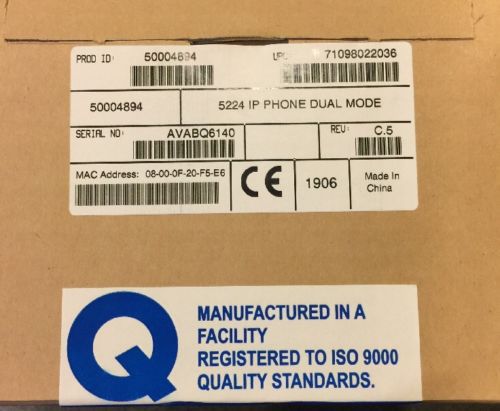 PROD ID: 50004894
UPC: 71098022036
50004894 5224 IP PHONE DUAL MODE
SERIAL NO: AVABQ6140
REV: C.5
MAC Address: 08-00-0F-20-F5-E6
CE
1906
Made In
China
Q
MANUFACTURED IN A
FACILITY
REGISTERED TO ISO 9000
QUALITY STANDARDS.